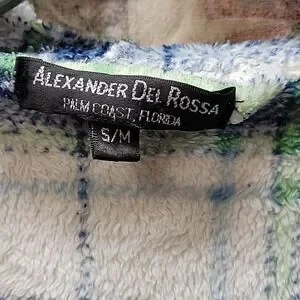 ALEXANDER DEL ROSSA
PALM COAST, FLORIDA
S/M